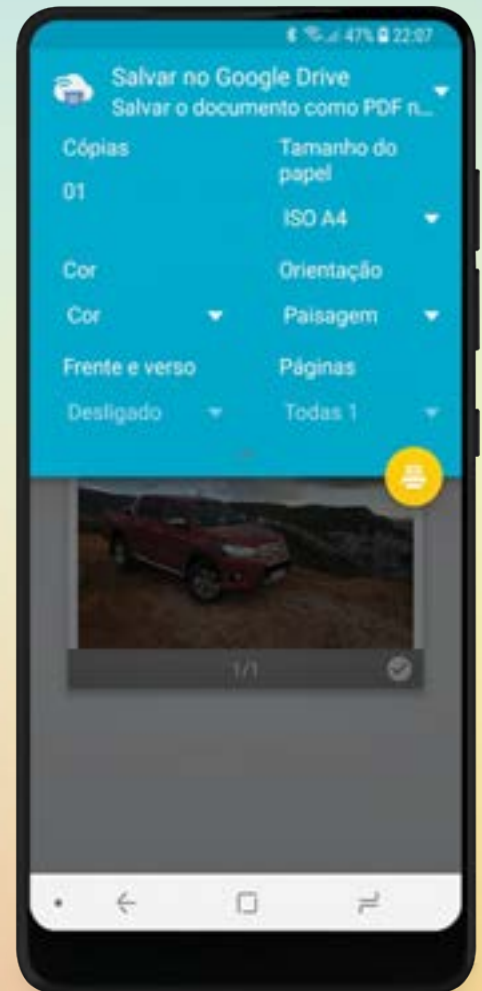 47% 22:07
Salvar no Google Drive
Salvar o documento como PDF n...
Cópias
01
Tamanho do
papel
ISO A4
Cor
Cor
Orientação
Paisagem
Frente e verso
Desligado
Páginas
Todas 1
1/1